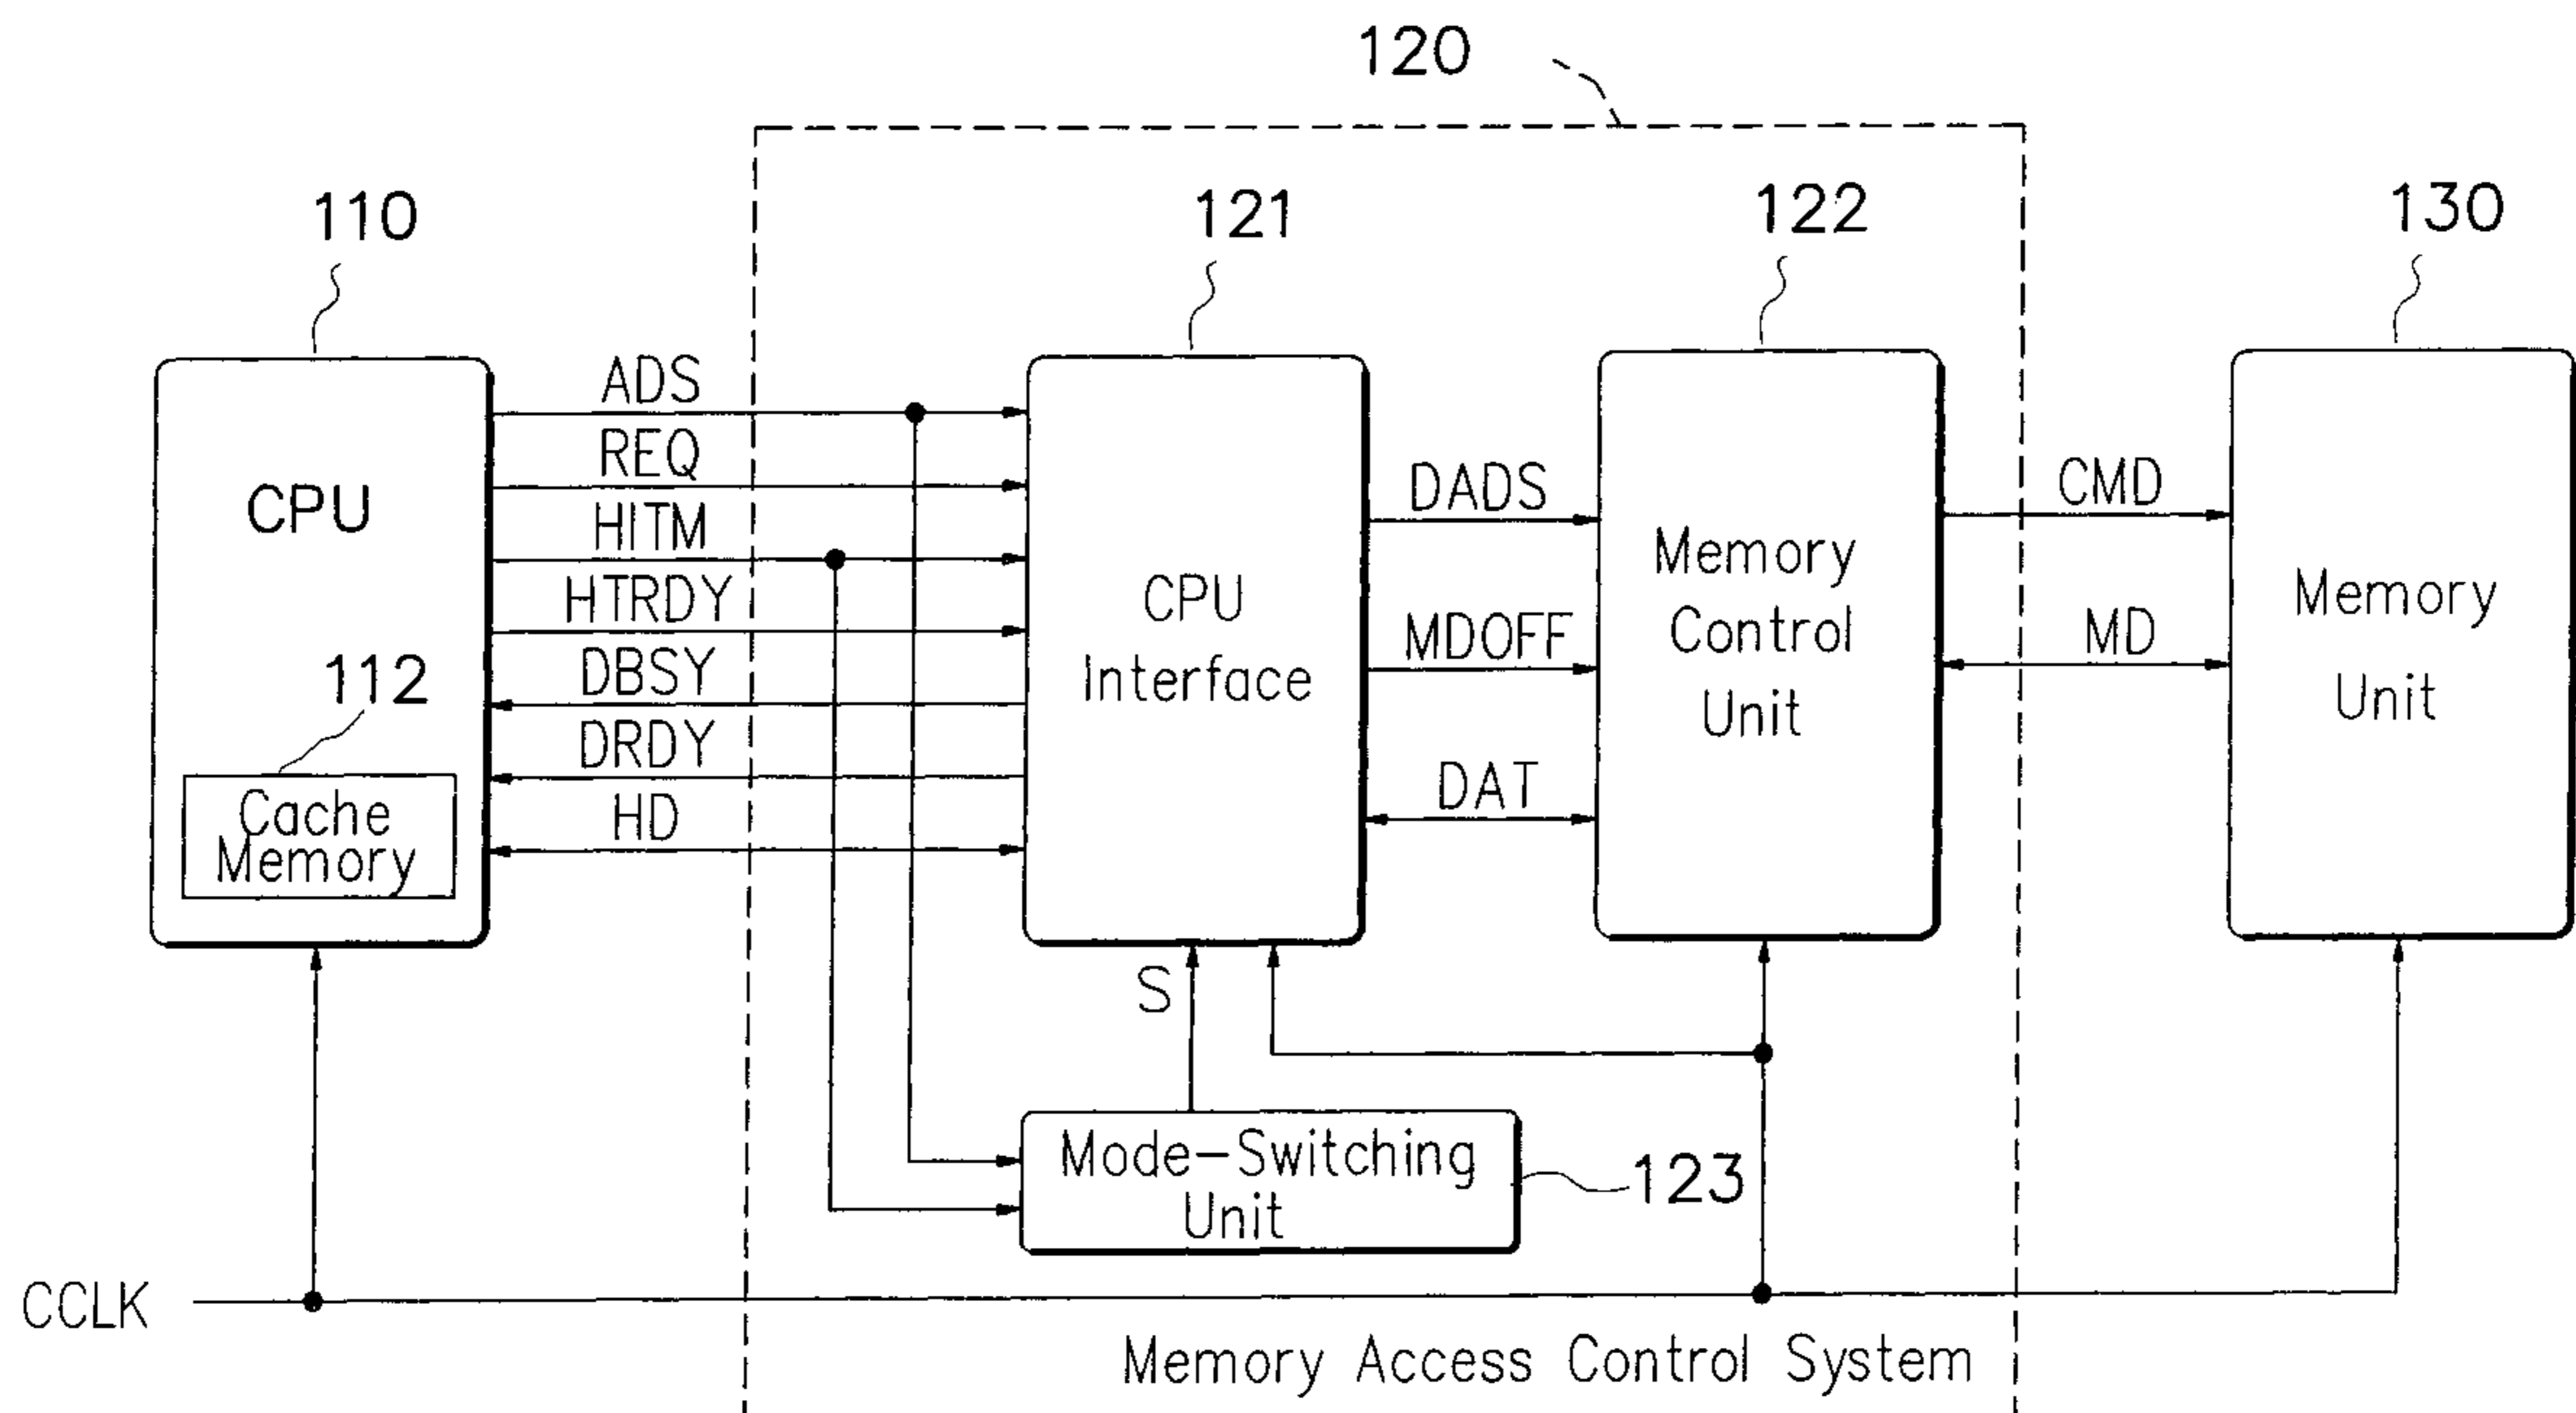 120
110
121
122
130
ADS
REQ
HITM
HTRDY
DBSY
DRDY
HD
CPU
112
Cache
Memory
CPU
Interface
DADS
MDOFF
DAT
Memory
Control
Unit
CMD
MD
Memory
Unit
S
Mode-Switching
Unit
123
CCLK
Memory Access Control System